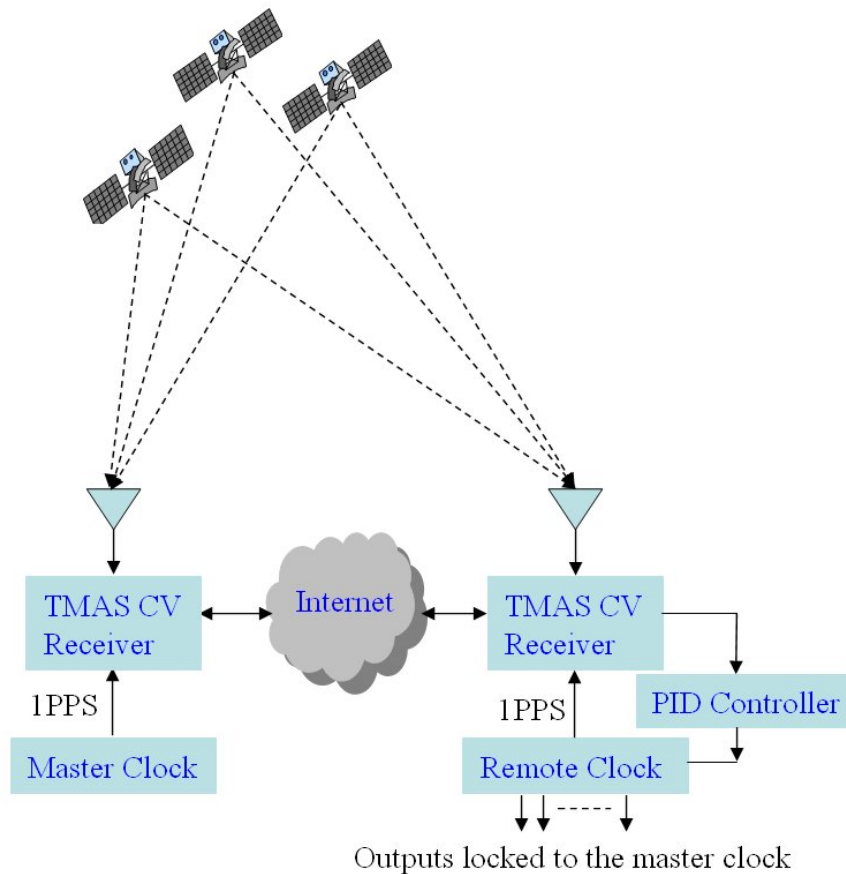 TMAS CV
Receiver
Internet
TMAS CV
Receiver
1PPS
1PPS
PID Controller
Master Clock
Remote Clock
Outputs locked to the master clock